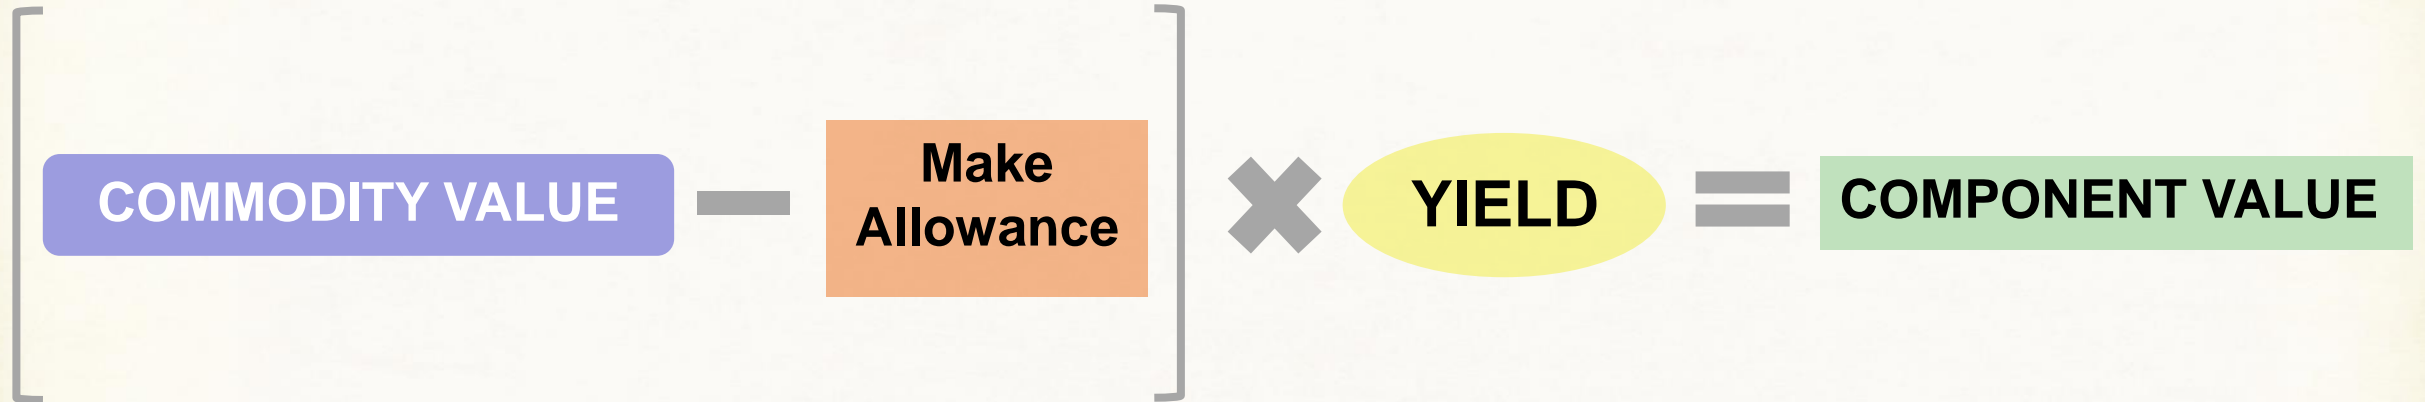 COMMODITY VALUE
Make
Allowance
YIELD
COMPONENT VALUE